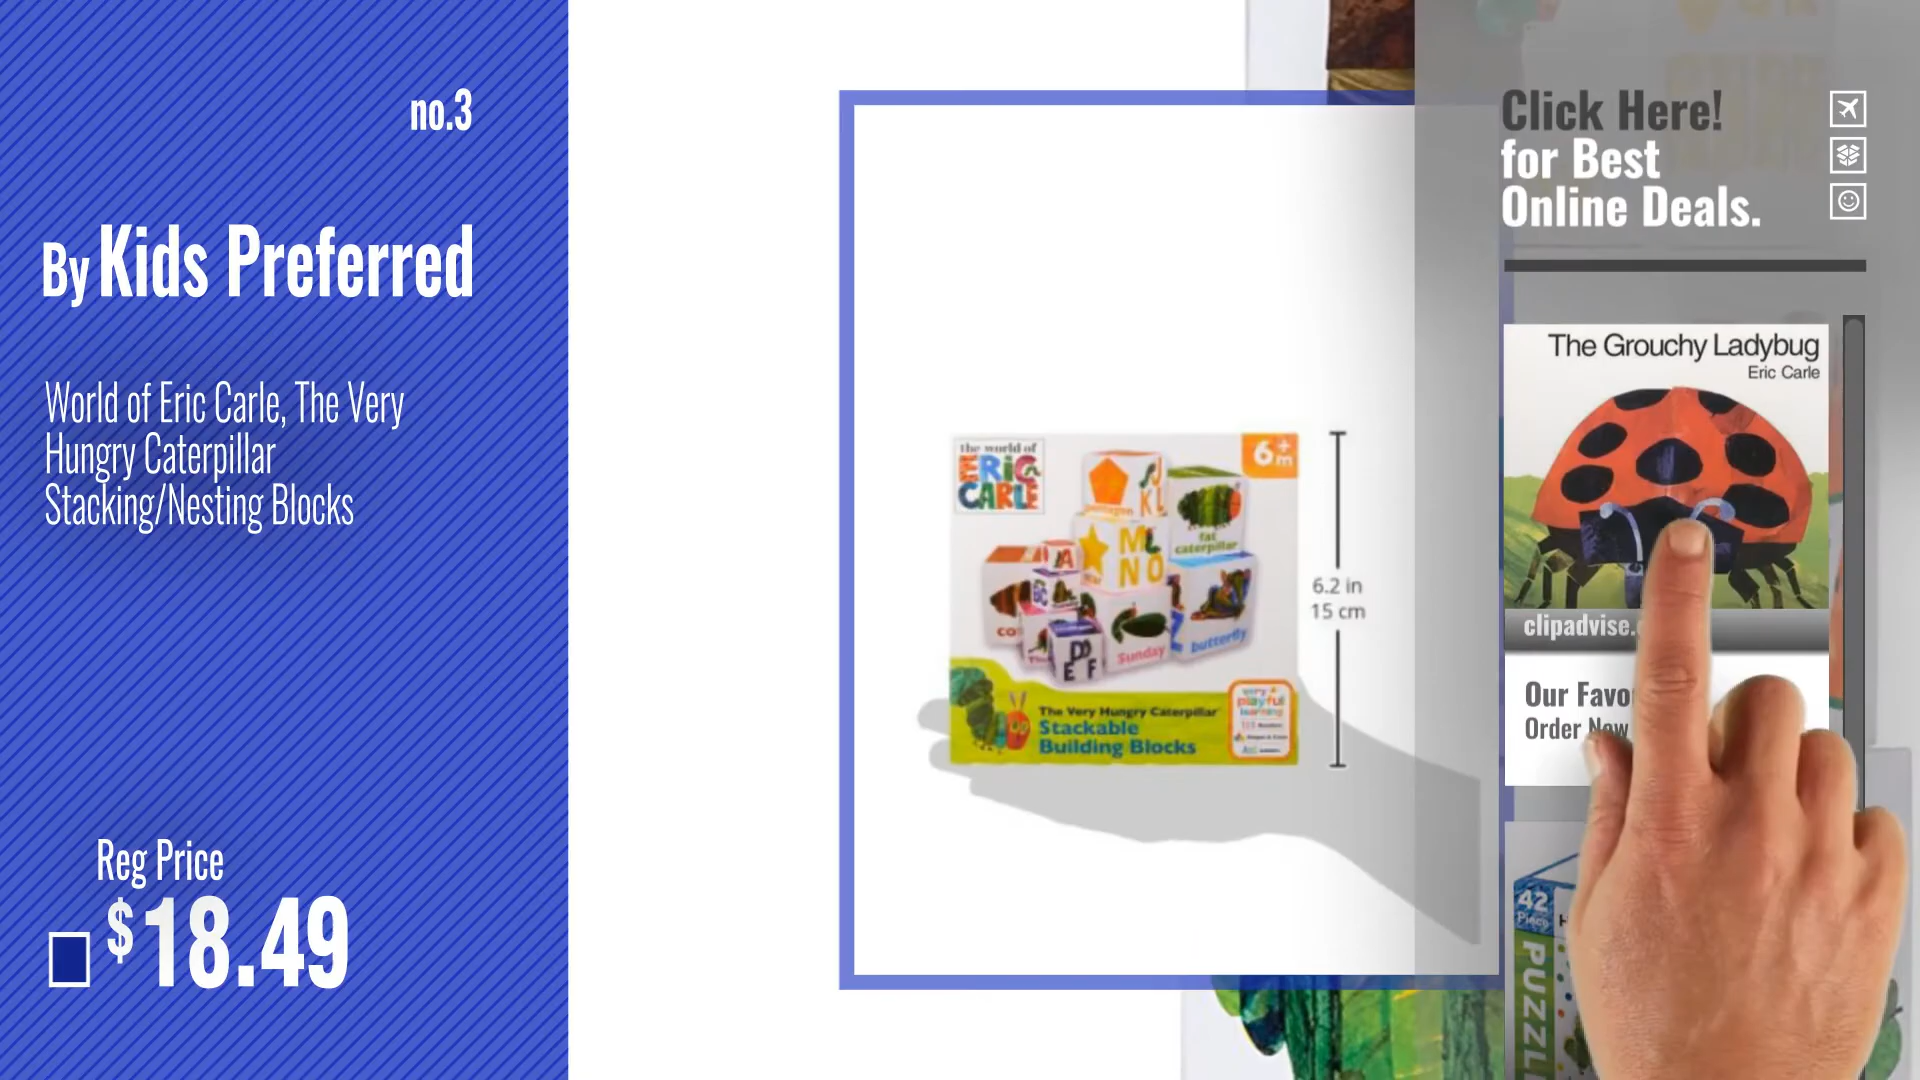 no.3
By Kids Preferred
World of Eric Carle, The Very
Hungry Caterpillar
Stacking/Nesting Blocks
Reg Price
$18.49
the world of
ERIC
CARLE
6+
m
J
K L
M L
N O
fat
caterpillar
A
B C
D
E F
Sunday
butterfly
6.2 in
15 cm
The Very Hungry Caterpillar
Stackable
Building Blocks
very
playful
learning
Click Here!
for Best
Online Deals.
The Grouchy Ladybug
Eric Carle
clipadvise.
Our Favo
Order Now
42
Piece
PUZZL